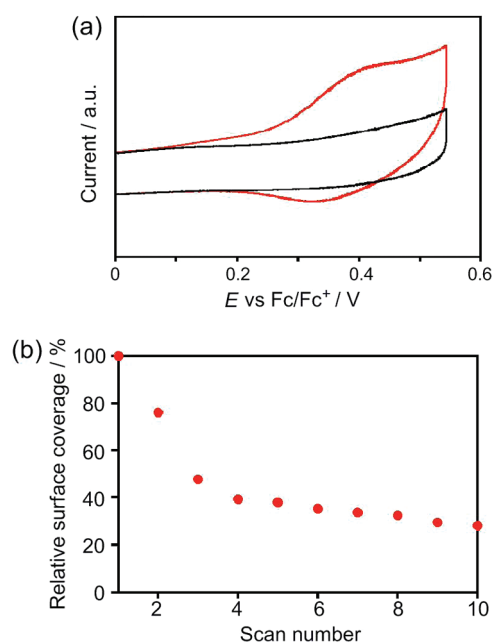 (a)
Current / a.u.
0
0.2
0.4
0.6
E vs Fc/Fc⁺ / V
(b)
Relative surface coverage / %
100
80
60
40
20
0
2
4
6
8
10
Scan number